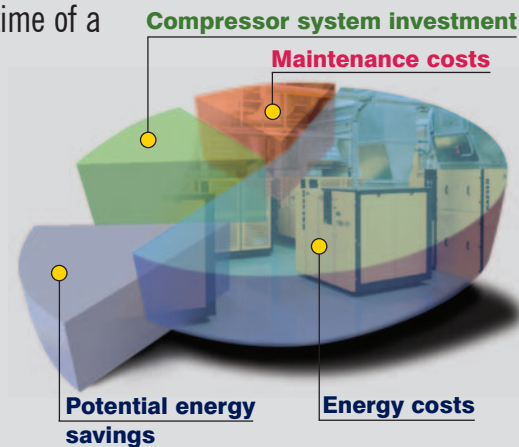 ime of a
Compressor system investment
Maintenance costs
Potential energy
savings
Energy costs